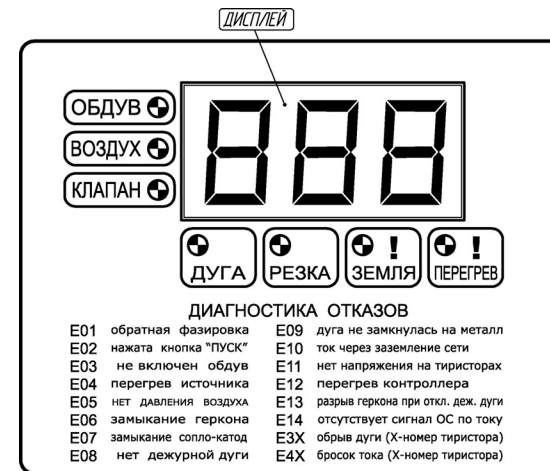 ДИСПЛЕЙ
ОБДУВ
ВОЗДУХ
КЛАПАН
888
ДУГА
РЕЗКА
! ЗЕМЛЯ
! ПЕРЕГРЕВ
ДИАГНОСТИКА ОТКАЗОВ
E01 обратная фазировка
E02 нажата кнопка "ПУСК"
E03 не включен обдув
E04 перегрев источника
E05 нет давления воздуха
E06 замыкание геркона
E07 замыкание сопло-катод
E08 нет дежурной дуги
E09 дуга не замкнулась на металл
E10 ток через заземление сети
E11 нет напряжения на тиристорах
E12 перегрев контроллера
E13 разрыв геркона при откл. деж. дуги
E14 отсутствует сигнал ОС по току
E3X обрыв дуги (X-номер тиристора)
E4X бросок тока (X-номер тиристора)